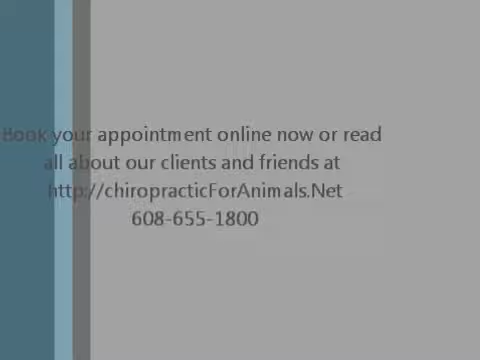 Book your appointment online now or read
all about our clients and friends at
http://chiropracticForAnimals.Net
608-655-1800